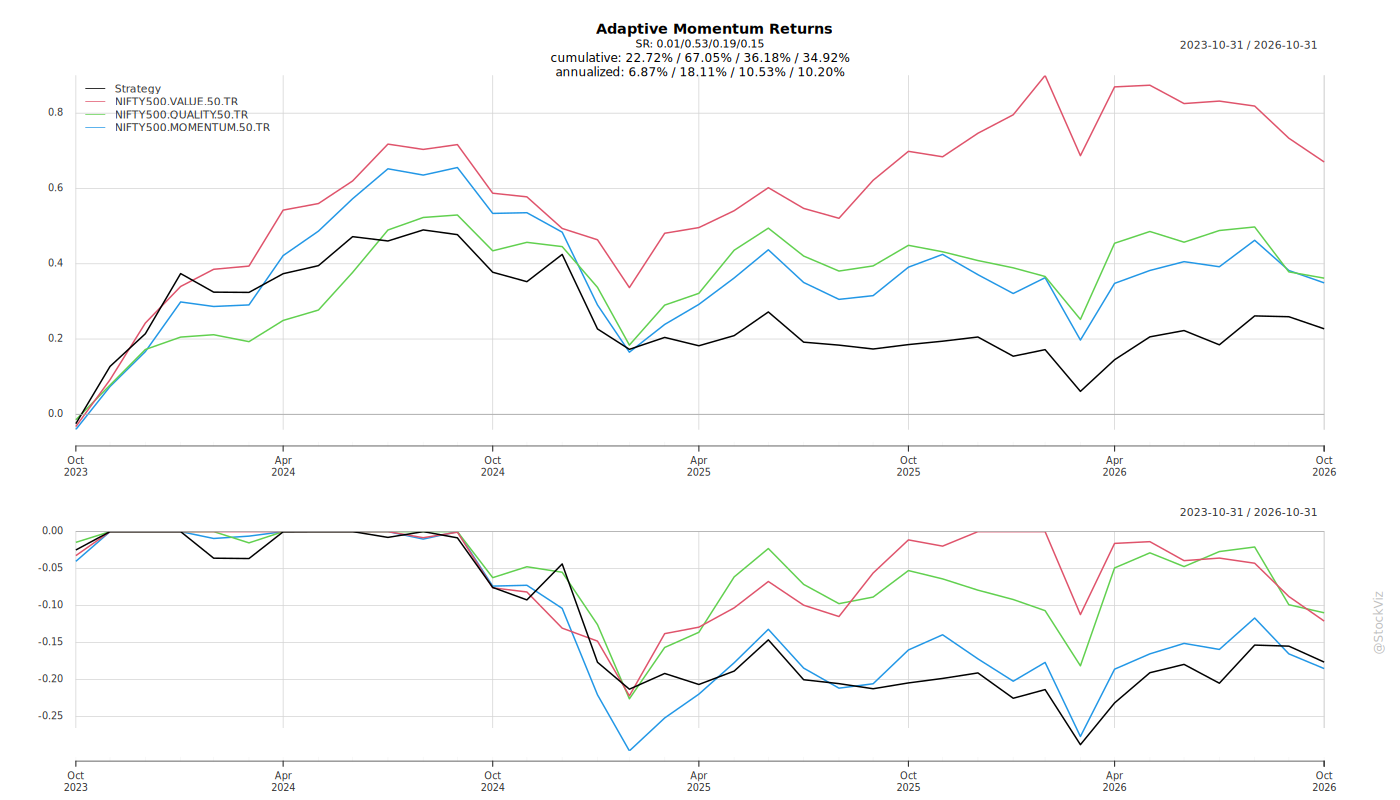 Adaptive Momentum Returns
SR: 0.01/0.53/0.19/0.15
cumulative: 22.72% / 67.05% / 36.18% / 34.92%
annualized: 6.87% / 18.11% / 10.53% / 10.20%
2023-10-31 / 2026-10-31
Strategy
NIFTY500.VALUE.50.TR
NIFTY500.QUALITY.50.TR
NIFTY500.MOMENTUM.50.TR
0.8
0.6
0.4
0.2
0.0
Oct Apr Oct Apr Oct Apr Oct
2023 2024 2024 2025 2025 2026 2026
2023-10-31 / 2026-10-31
0.00
-0.05
-0.10
-0.15
-0.20
-0.25
Oct Apr Oct Apr Oct Apr Oct
2023 2024 2024 2025 2025 2026 2026
@StockViz